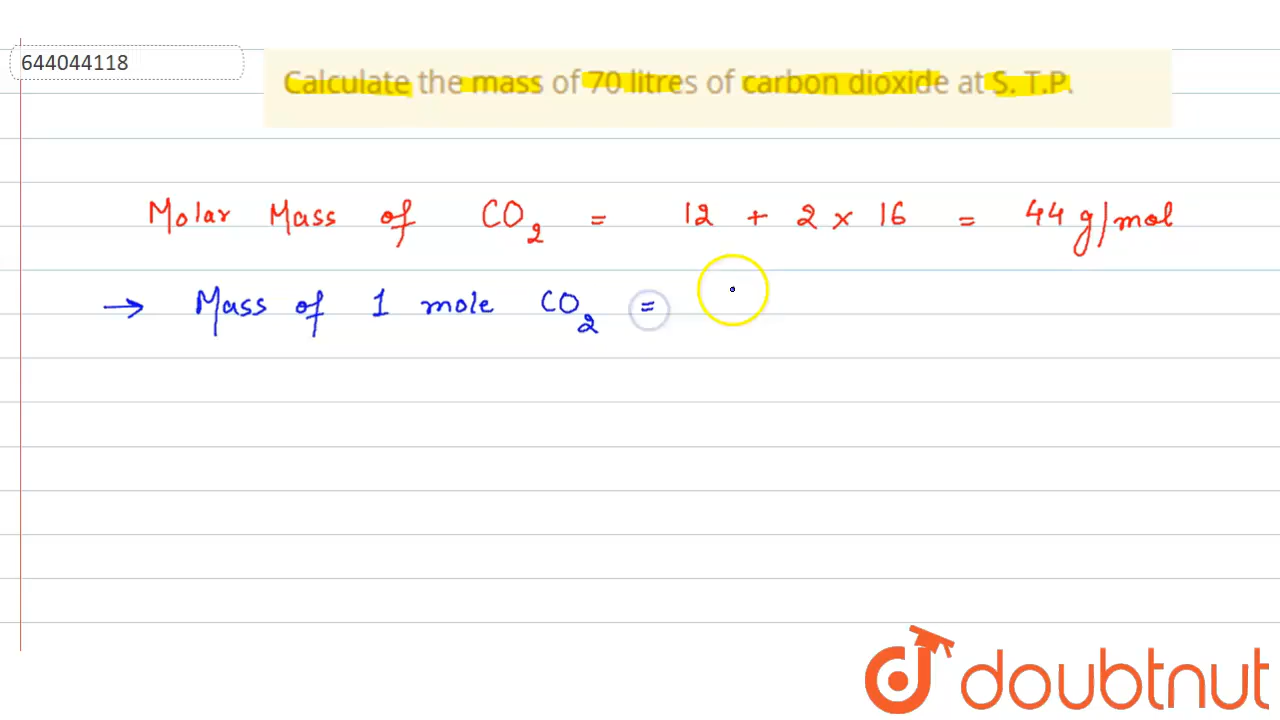 644044118
Calculate the mass of 70 litres of carbon dioxide at S. T.P.
Molar Mass of CO₂ = 12 + 2 × 16 = 44 g/mol
→ Mass of 1 mole CO₂ =
doubtnut